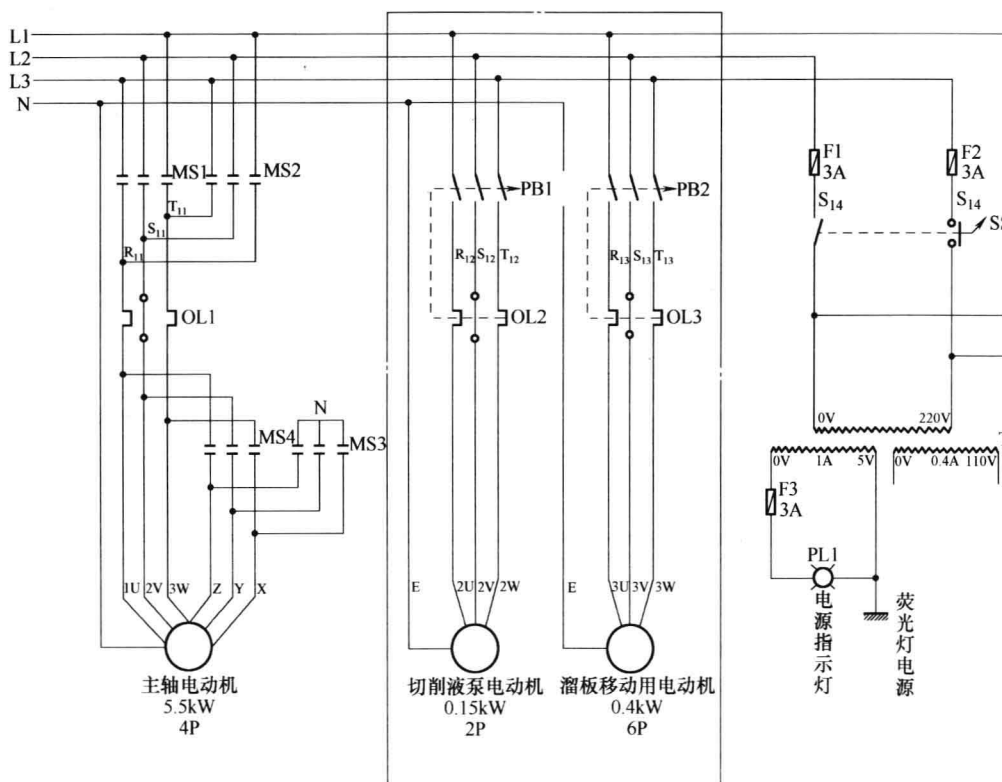 L1
L2
L3
N
MS1
MS2
T₁₁
S₁₁
R₁₁
OL1
N
MS4
MS3
1U
2V
3W
Z
Y
X
主轴电动机
5.5kW
4P
PB1
R₁₂
S₁₂
T₁₂
OL2
E
2U
2V
2W
切削液泵电动机
0.15kW
2P
PB2
R₁₃
S₁₃
T₁₃
OL3
E
3U
3V
3W
溜板移动用电动机
0.4kW
6P
F1
3A
F2
3A
S₁₄
S₁₄
0V
220V
0V
1A
5V
0V
0.4A
110V
F3
3A
PL1
电源指示灯
荧光灯电源